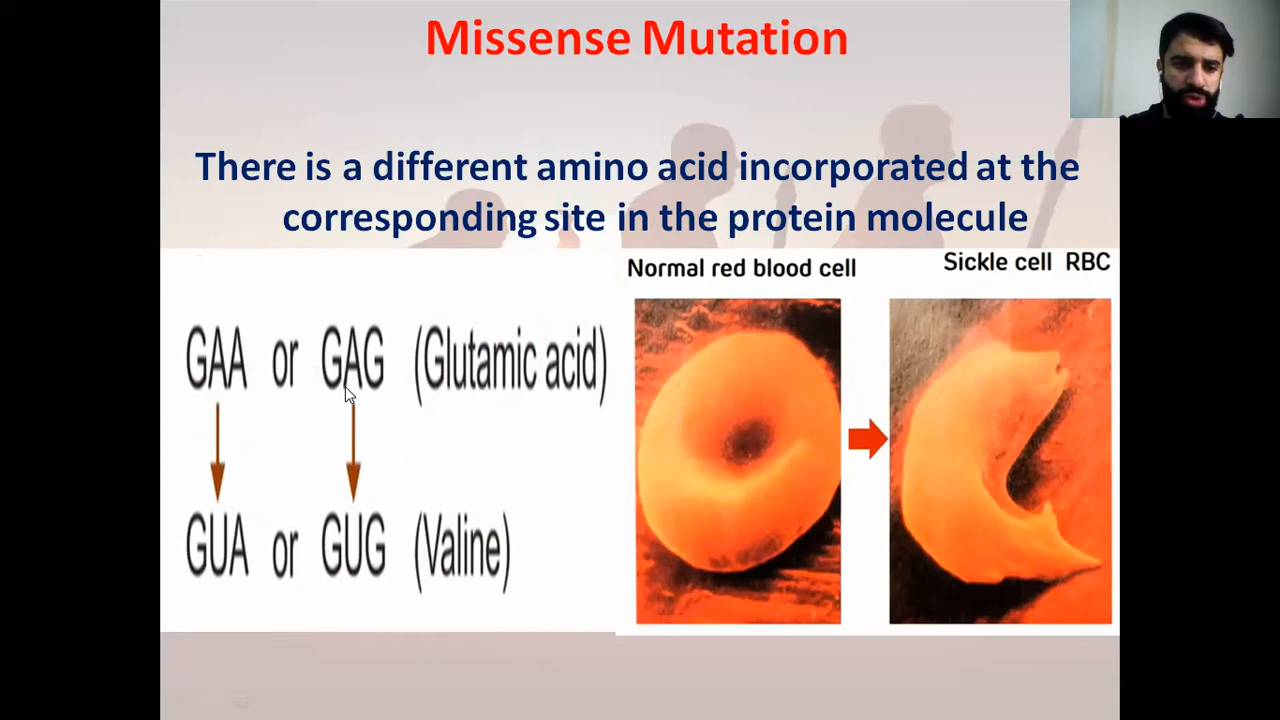 Missense Mutation
There is a different amino acid incorporated at the
corresponding site in the protein molecule
Normal red blood cell
Sickle cell RBC
GAA or GAG (Glutamic acid)
GUA or GUG (Valine)